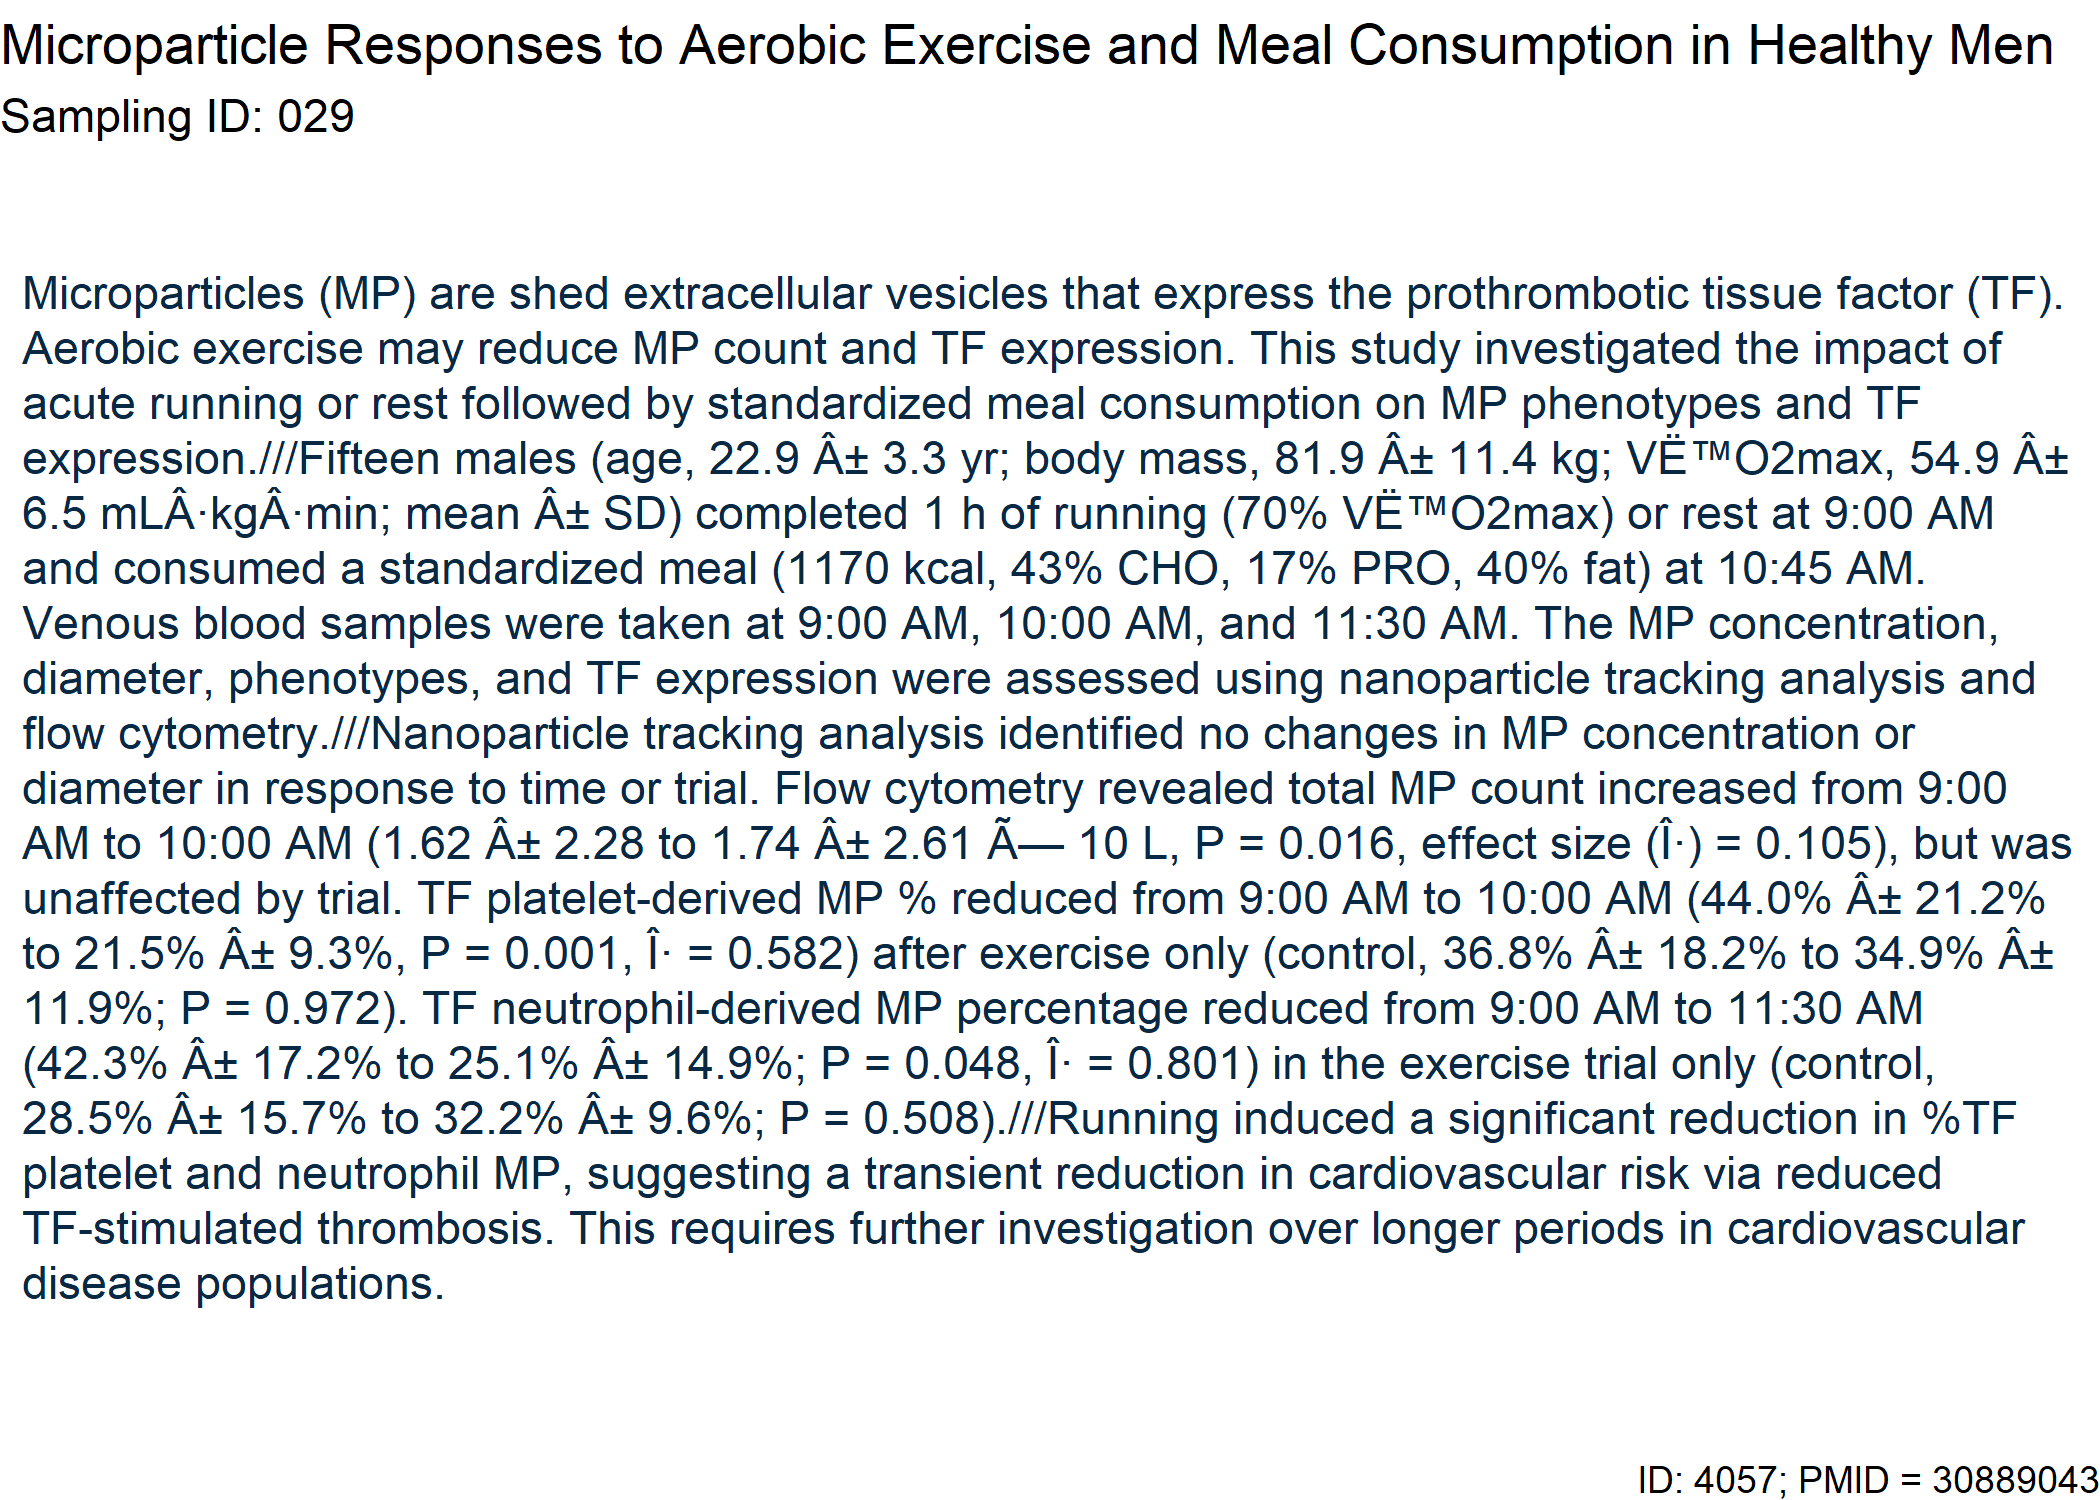 Microparticle Responses to Aerobic Exercise and Meal Consumption in Healthy Men
Sampling ID: 029
Microparticles (MP) are shed extracellular vesicles that express the prothrombotic tissue factor (TF).
Aerobic exercise may reduce MP count and TF expression. This study investigated the impact of
acute running or rest followed by standardized meal consumption on MP phenotypes and TF
expression.///Fifteen males (age, 22.9 Â± 3.3 yr; body mass, 81.9 Â± 11.4 kg; VË™O2max, 54.9 Â±
6.5 mLÂ·kgÂ·min; mean Â± SD) completed 1 h of running (70% VË™O2max) or rest at 9:00 AM
and consumed a standardized meal (1170 kcal, 43% CHO, 17% PRO, 40% fat) at 10:45 AM.
Venous blood samples were taken at 9:00 AM, 10:00 AM, and 11:30 AM. The MP concentration,
diameter, phenotypes, and TF expression were assessed using nanoparticle tracking analysis and
flow cytometry.///Nanoparticle tracking analysis identified no changes in MP concentration or
diameter in response to time or trial. Flow cytometry revealed total MP count increased from 9:00
AM to 10:00 AM (1.62 Â± 2.28 to 1.74 Â± 2.61 Ã— 10 L, P = 0.016, effect size (Î·) = 0.105), but was
unaffected by trial. TF platelet-derived MP % reduced from 9:00 AM to 10:00 AM (44.0% Â± 21.2%
to 21.5% Â± 9.3%, P = 0.001, Î· = 0.582) after exercise only (control, 36.8% Â± 18.2% to 34.9% Â±
11.9%; P = 0.972). TF neutrophil-derived MP percentage reduced from 9:00 AM to 11:30 AM
(42.3% Â± 17.2% to 25.1% Â± 14.9%; P = 0.048, Î· = 0.801) in the exercise trial only (control,
28.5% Â± 15.7% to 32.2% Â± 9.6%; P = 0.508).///Running induced a significant reduction in %TF
platelet and neutrophil MP, suggesting a transient reduction in cardiovascular risk via reduced
TF-stimulated thrombosis. This requires further investigation over longer periods in cardiovascular
disease populations.
ID: 4057; PMID = 30889043